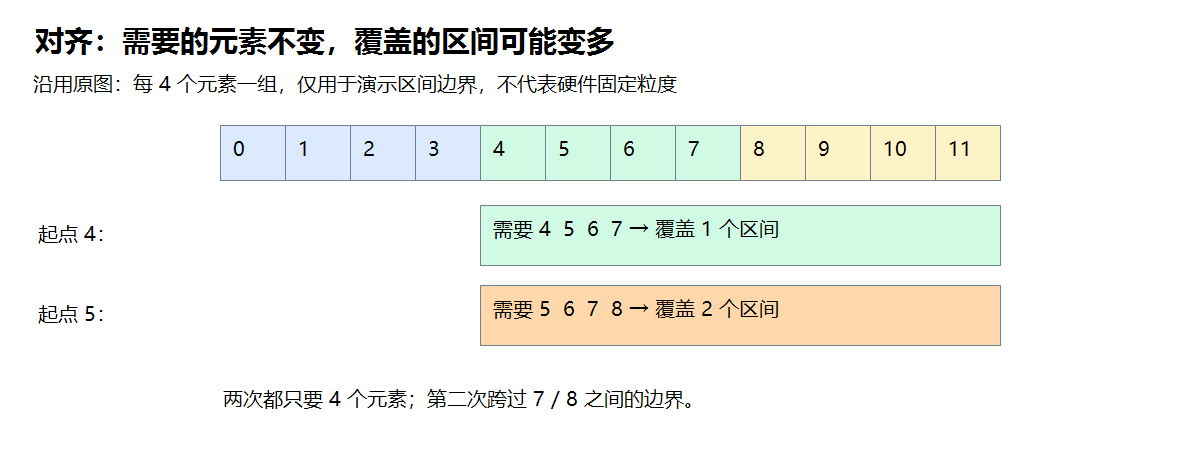 对齐：需要的元素不变，覆盖的区间可能变多
沿用原图：每 4 个元素一组，仅用于演示区间边界，不代表硬件固定粒度
0 1 2 3 4 5 6 7 8 9 10 11
起点 4： 需要 4 5 6 7 → 覆盖 1 个区间
起点 5： 需要 5 6 7 8 → 覆盖 2 个区间
两次都只要 4 个元素；第二次跨过 7 / 8 之间的边界。